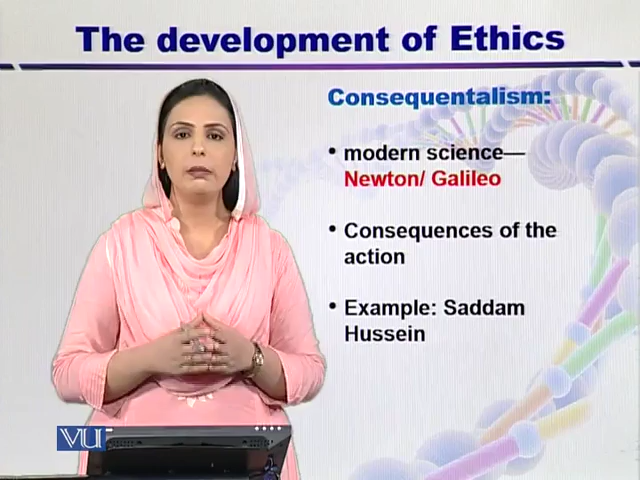 The development of Ethics
Consequentalism:
• modern science—
Newton/ Galileo
• Consequences of the
action
• Example: Saddam
Hussein
VU